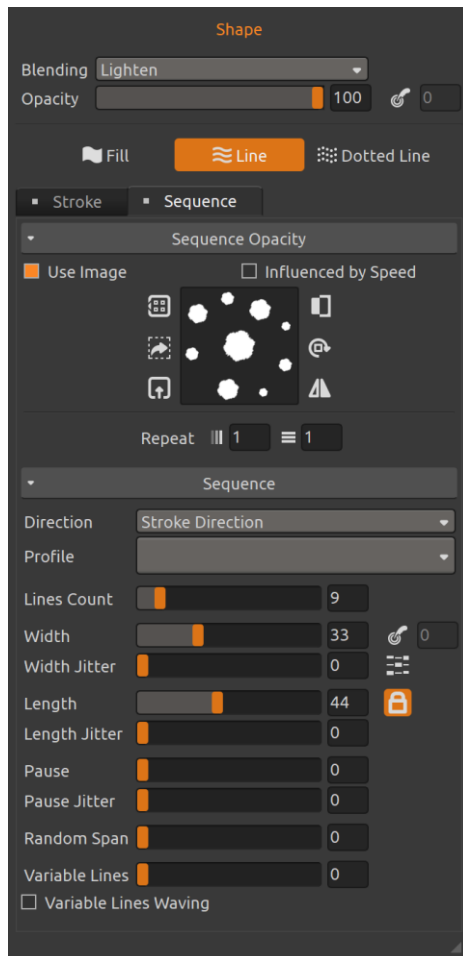 Shape
Blending Lighten
Opacity 100 0
Fill Line Dotted Line
Stroke Sequence
Sequence Opacity
Use Image Influenced by Speed
Repeat 1 1
Sequence
Direction Stroke Direction
Profile
Lines Count 9
Width 33 0
Width Jitter 0
Length 44
Length Jitter 0
Pause 0
Pause Jitter 0
Random Span 0
Variable Lines 0
Variable Lines Waving